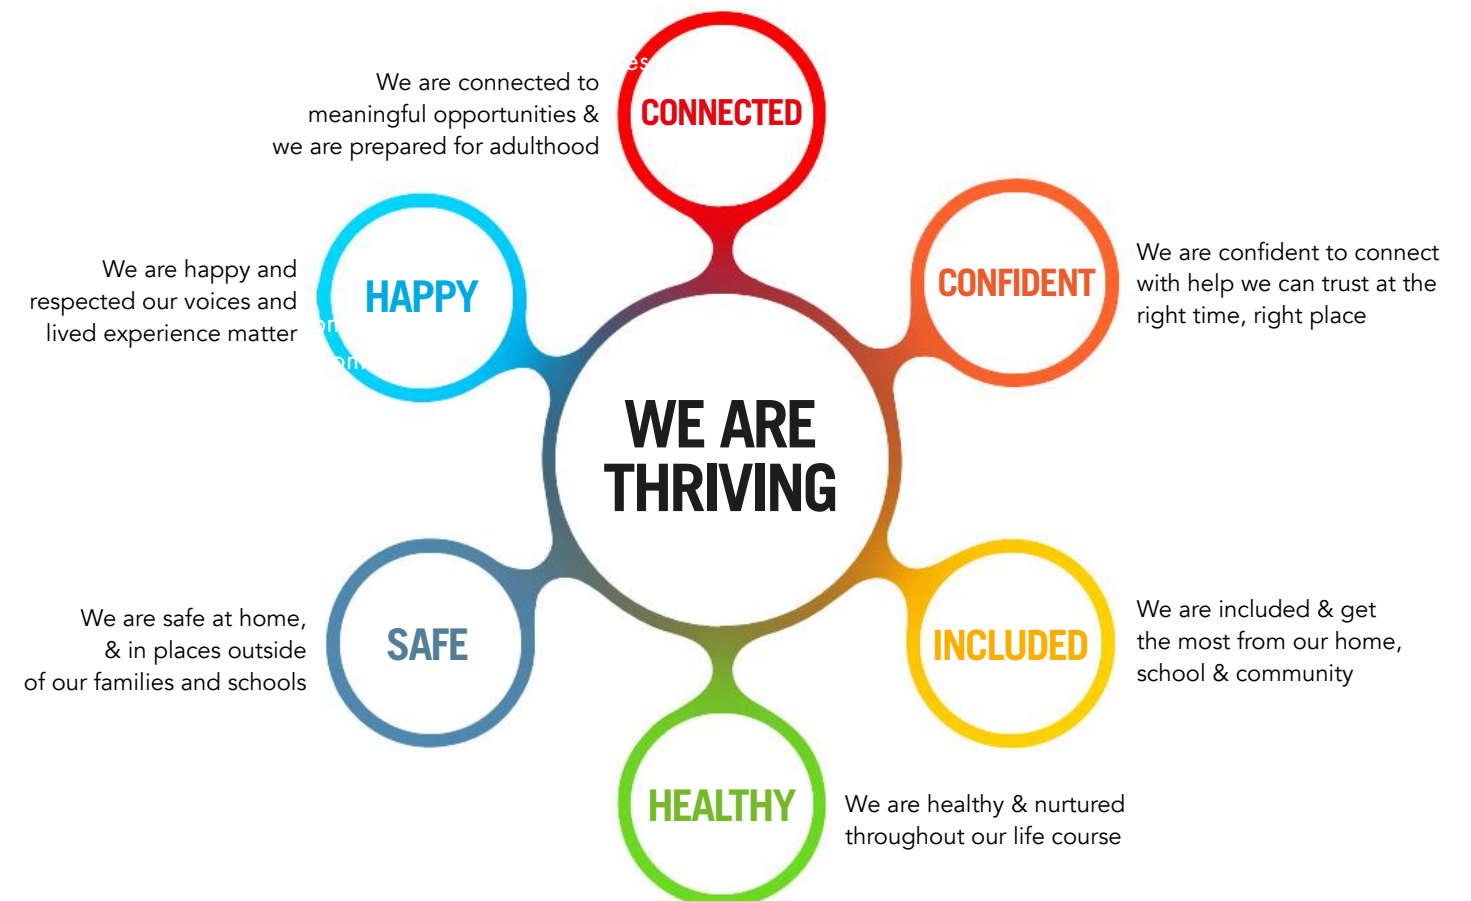 We are connected to
meaningful opportunities &
we are prepared for adulthood
CONNECTED
We are confident to connect
with help we can trust at the
right time, right place
CONFIDENT
We are happy and
respected our voices and
lived experience matter
HAPPY
WE ARE
THRIVING
We are safe at home,
& in places outside
of our families and schools
SAFE
We are included & get
the most from our home,
school & community
INCLUDED
HEALTHY
We are healthy & nurtured
throughout our life course